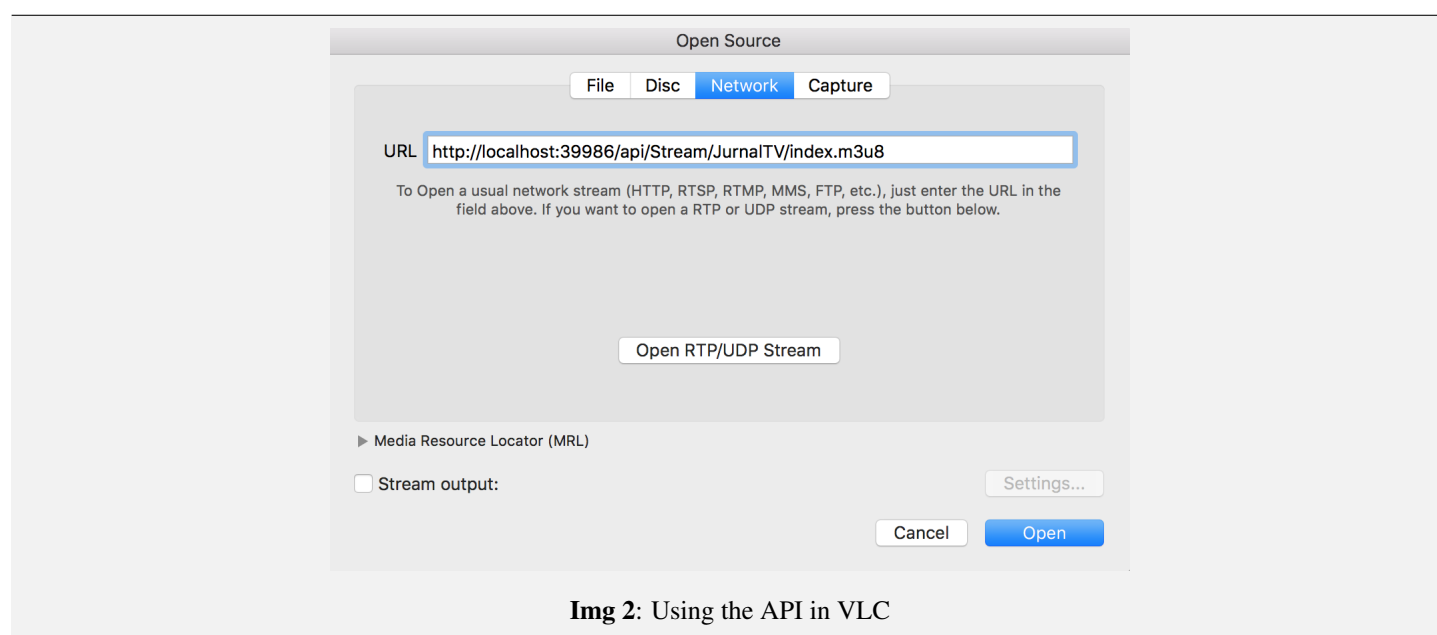 Open Source
File Disc Network Capture
URL http://localhost:39986/api/Stream/JurnalTV/index.m3u8
To Open a usual network stream (HTTP, RTSP, RTMP, MMS, FTP, etc.), just enter the URL in the
field above. If you want to open a RTP or UDP stream, press the button below.
Open RTP/UDP Stream
Media Resource Locator (MRL)
Stream output:
Settings...
Cancel Open
Img 2: Using the API in VLC